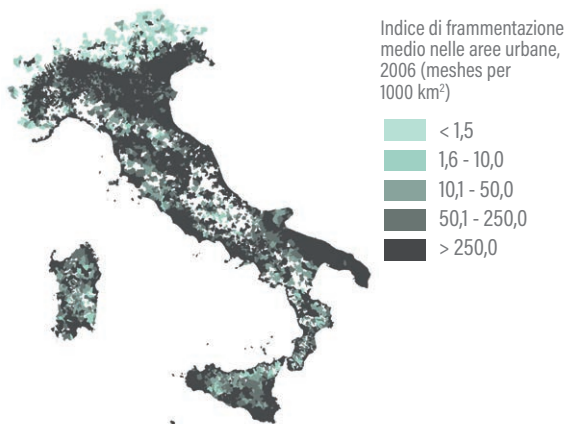 Indice di frammentazione
medio nelle aree urbane,
2006 (meshes per
1000 km²)
< 1,5
1,6 - 10,0
10,1 - 50,0
50,1 - 250,0
> 250,0